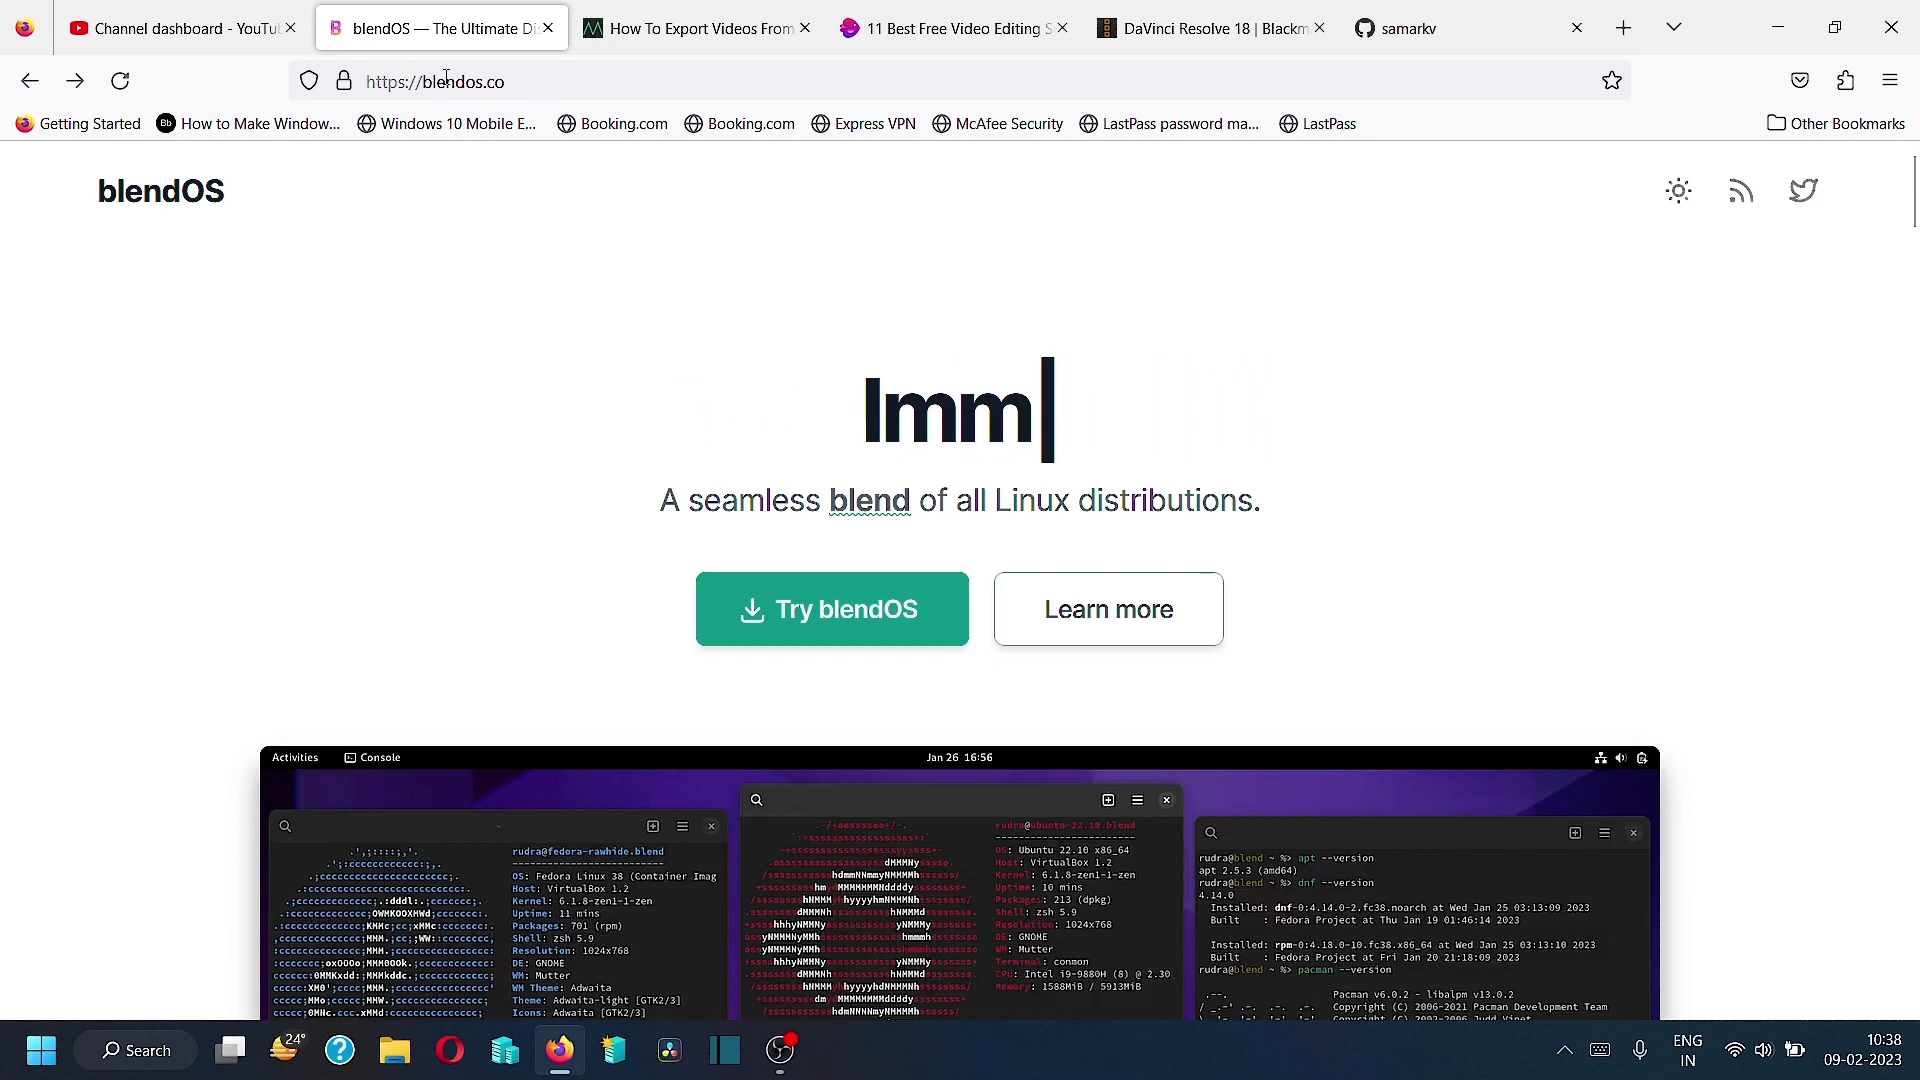 Channel dashboard - YouTu
blendOS — The Ultimate Di
How To Export Videos From
11 Best Free Video Editing S
DaVinci Resolve 18 | Blackm
samarkv
https://blendos.co
Getting Started
How to Make Window...
Windows 10 Mobile E...
Booking.com
Booking.com
Express VPN
McAfee Security
LastPass password ma...
LastPass
Other Bookmarks
blendOS
Imm
A seamless blend of all Linux distributions.
Try blendOS
Learn more
Activities
Console
Jan 26 16:56
rudra@fedora-rawhide.blend
OS: Fedora Linux 38 (Container Imag
Host: VirtualBox 1.2
Kernel: 6.1.8-zen1-1-zen
Uptime: 11 mins
Packages: 701 (rpm)
Shell: zsh 5.9
Resolution: 1024x768
DE: GNOME
WM: Mutter
WM Theme: Adwaita
Theme: Adwaita-light [GTK2/3]
Icons: Adwaita [GTK2/3]
rudra@ubuntu-22.10.blend
OS: Ubuntu 22.10 x86_64
Host: VirtualBox 1.2
Kernel: 6.1.8-zen1-1-zen
Uptime: 10 mins
Packages: 213 (dpkg)
Shell: zsh 5.9
Resolution: 1024x768
DE: GNOME
WM: Mutter
Terminal: conmon
CPU: Intel i9-9880H (8) @ 2.30
Memory: 1588MiB / 5913MiB
rudra@blend ~ %> apt --version
apt 2.5.3 (amd64)
rudra@blend ~ %> dnf --version
4.14.0
Installed: dnf-0:4.14.0-2.fc38.noarch at Wed Jan 25 03:13:09 2023
Built : Fedora Project at Thu Jan 19 01:46:14 2023
Installed: rpm-0:4.18.0-10.fc38.x86_64 at Wed Jan 25 03:13:10 2023
Built : Fedora Project at Fri Jan 20 21:18:09 2023
rudra@blend ~ %> pacman --version
Pacman v6.0.2 - libalpm v13.0.2
Copyright (C) 2006-2021 Pacman Development Team
Copyright (C) 2002-2006 Judd Vinet
Search
24°
ENG
IN
10:38
09-02-2023